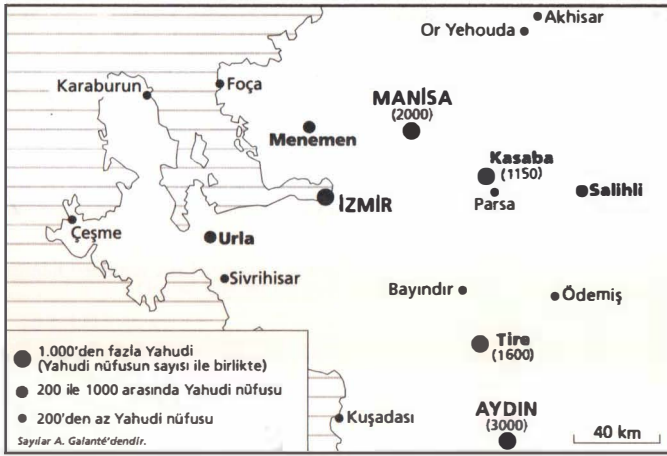 Akhisar
Or Yehouda
Karaburun
Foça
MANİSA
(2000)
Menemen
Kasaba
(1150)
Parsa
Salihli
İZMİR
Çeşme
Urla
Sivrihisar
Bayındır
Ödemiş
Tire
(1600)
1.000'den fazla Yahudi
(Yahudi nüfusun sayısı ile birlikte)
200 ile 1000 arasında Yahudi nüfusu
200'den az Yahudi nüfusu
Sayılar A. Galanté'dendir.
Kuşadası
AYDIN
(3000)
40 km